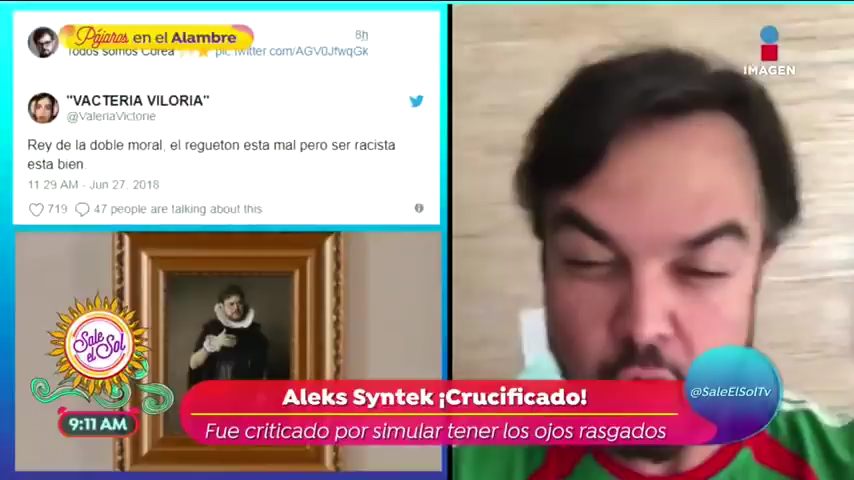 Pájaros en el Alambre
8h
Todos somos Corea
pic.twitter.com/AGV0JfwqGk
"VACTERIA VILORIA"
@ValeriaVictorie
Rey de la doble moral, el regueton esta mal pero ser racista
esta bien.
11:29 AM - Jun 27, 2018
719
47 people are talking about this
IMAGEN
Sale el Sol
9:11 AM
Aleks Syntek ¡Crucificado!
Fue criticado por simular tener los ojos rasgados
@SaleElSolTv